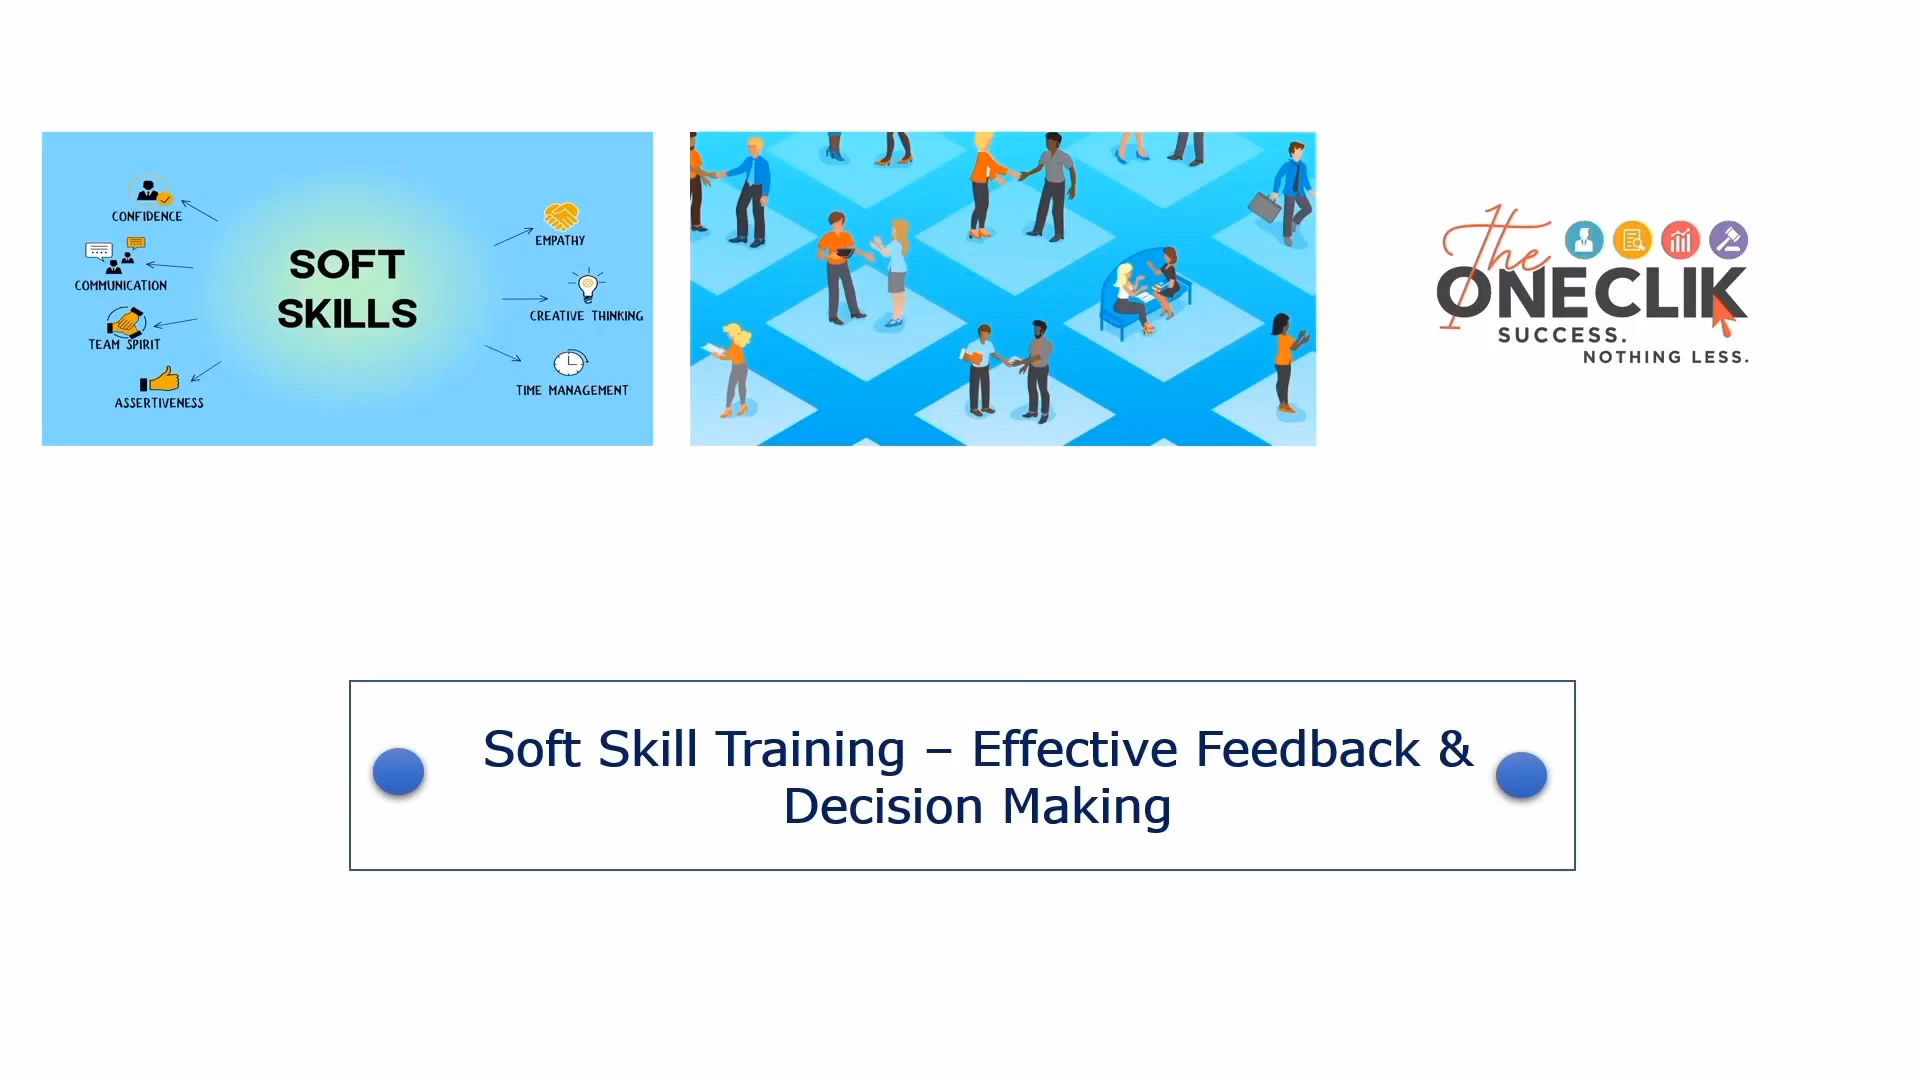 CONFIDENCE
COMMUNICATION
TEAM SPIRIT
ASSERTIVENESS
SOFT
SKILLS
EMPATHY
CREATIVE THINKING
TIME MANAGEMENT
The
ONECLIK
SUCCESS.
NOTHING LESS.
Soft Skill Training – Effective Feedback &
Decision Making